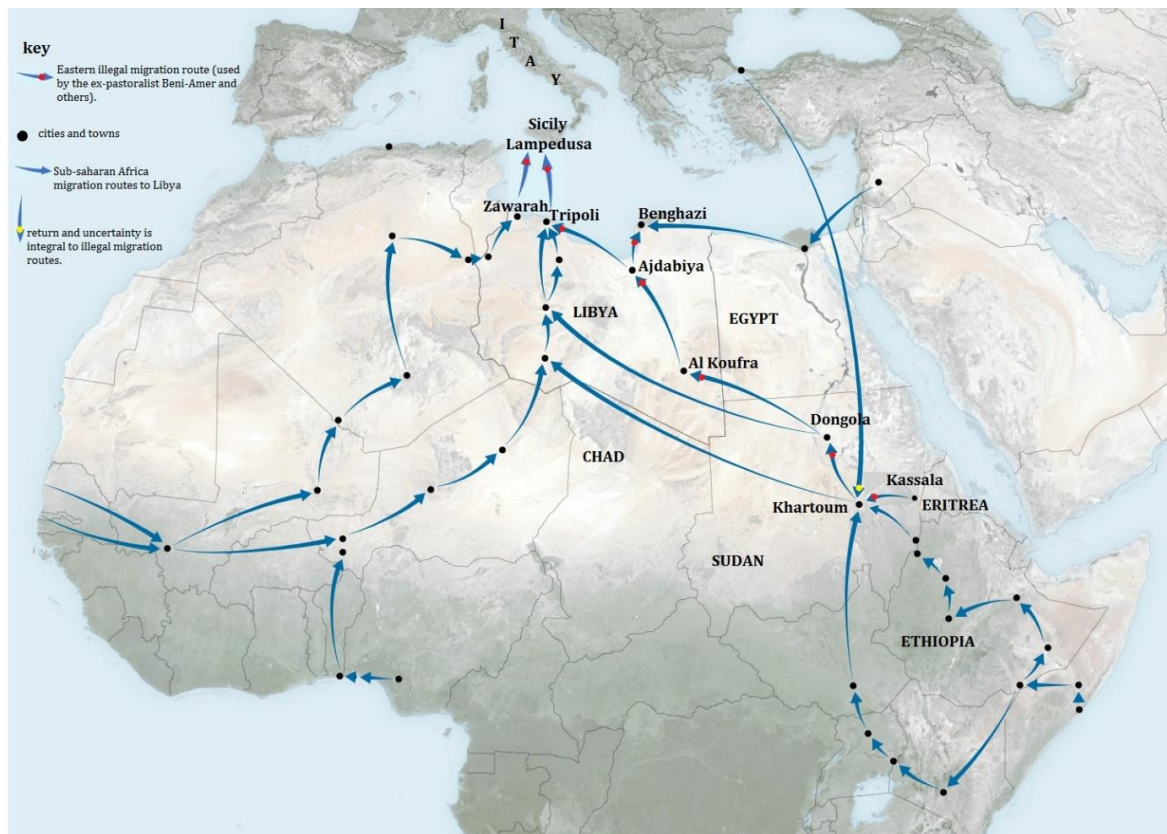 key
Eastern illegal migration route (used
by the ex-pastoralist Beni-Amer and
others).
cities and towns
Sub-saharan Africa
migration routes to Libya
return and uncertainty is
integral to illegal migration
routes.
I
T
A
Y
Sicily
Lampedusa
Zawarah
Tripoli
Benghazi
Ajdabiya
LIBYA
EGYPT
Al Koufra
Dongola
CHAD
Kassala
Khartoum
ERITREA
SUDAN
ETHIOPIA